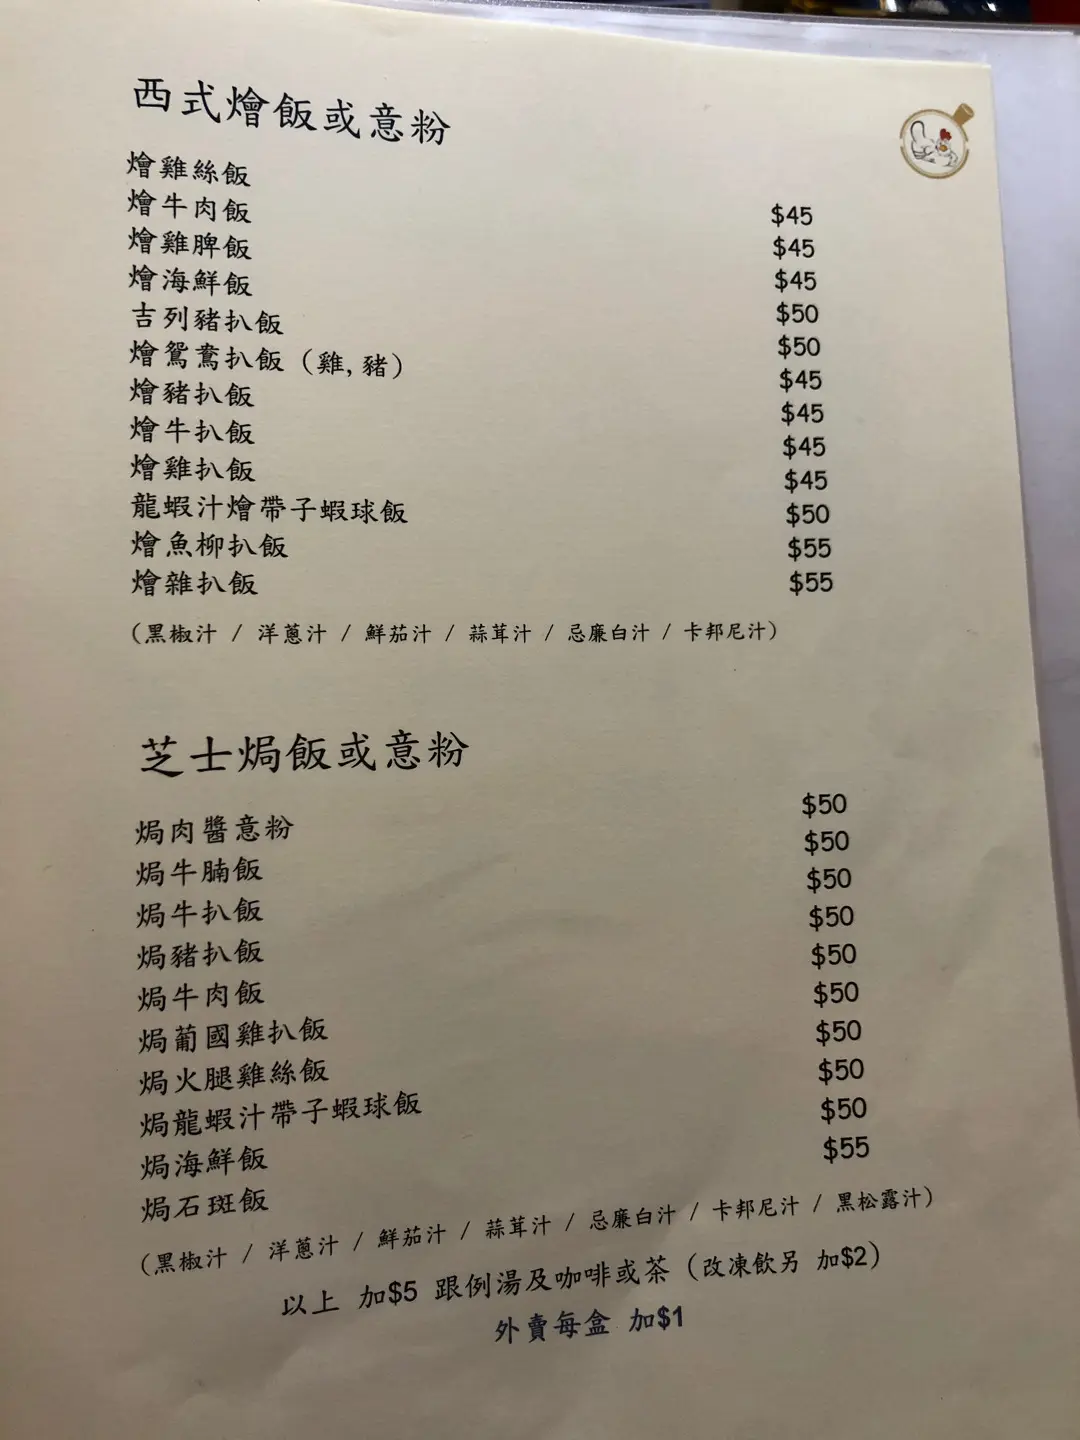 西式燴飯或意粉
燴雞絲飯 $45
燴牛肉飯 $45
燴雞脾飯 $45
燴海鮮飯 $50
吉列豬扒飯 $50
燴鴛鴦扒飯（雞,豬） $45
燴豬扒飯 $45
燴牛扒飯 $45
燴雞扒飯 $45
龍蝦汁燴帶子蝦球飯 $50
燴魚柳扒飯 $55
燴雜扒飯 $55
（黑椒汁 / 洋蔥汁 / 鮮茄汁 / 蒜茸汁 / 忌廉白汁 / 卡邦尼汁）
芝士焗飯或意粉
焗肉醬意粉 $50
焗牛腩飯 $50
焗牛扒飯 $50
焗豬扒飯 $50
焗牛肉飯 $50
焗葡國雞扒飯 $50
焗火腿雞絲飯 $50
焗龍蝦汁帶子蝦球飯 $50
焗海鮮飯 $50
焗石斑飯 $55
（黑椒汁 / 洋蔥汁 / 鮮茄汁 / 蒜茸汁 / 忌廉白汁 / 卡邦尼汁 / 黑松露汁）
以上 加$5 跟例湯及咖啡或茶（改凍飲另 加$2）
外賣每盒 加$1